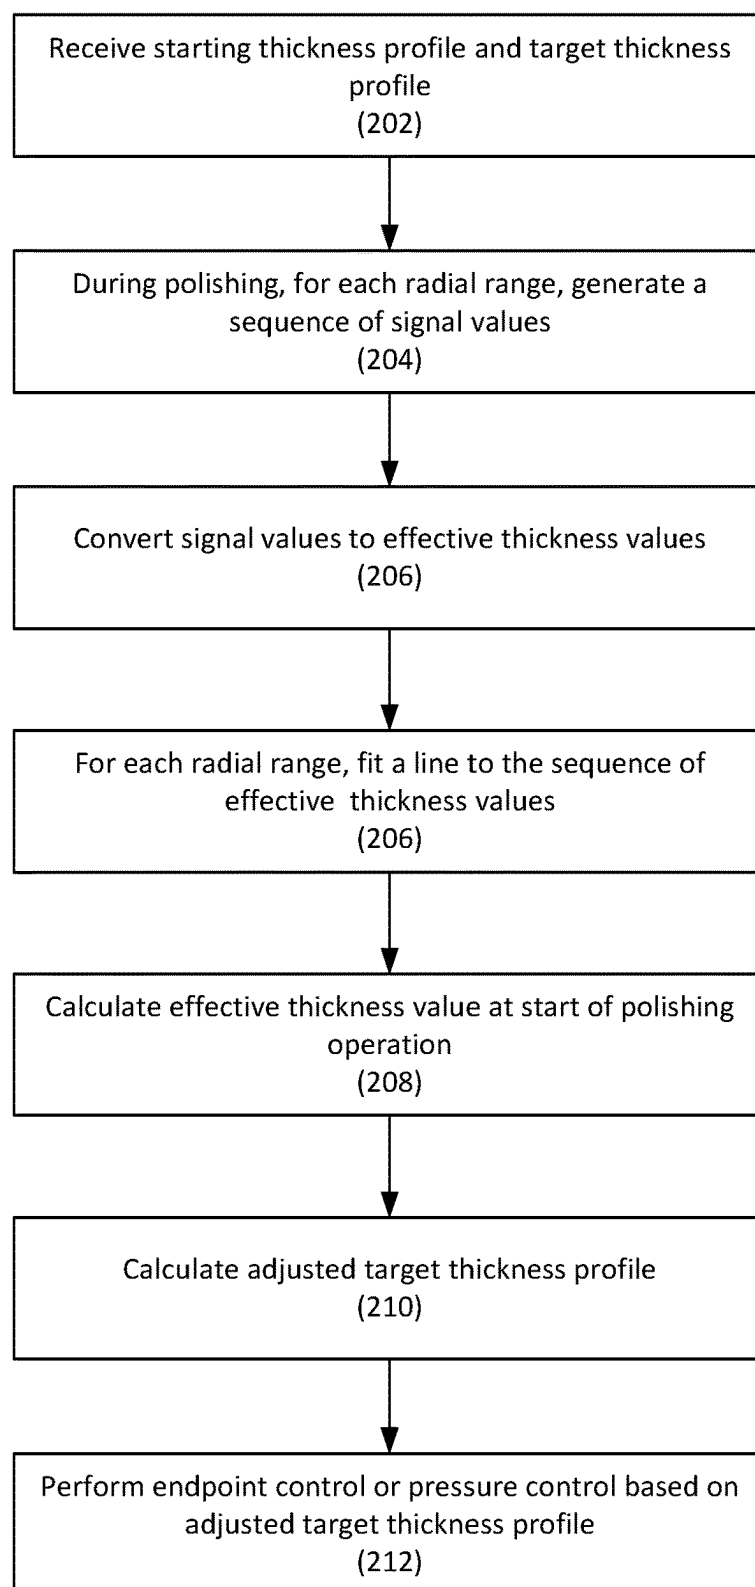 Receive starting thickness profile and target thickness
profile
(202)
During polishing, for each radial range, generate a
sequence of signal values
(204)
Convert signal values to effective thickness values
(206)
For each radial range, fit a line to the sequence of
effective  thickness values
(206)
Calculate effective thickness value at start of polishing
operation
(208)
Calculate adjusted target thickness profile
(210)
Perform endpoint control or pressure control based on
adjusted target thickness profile
(212)